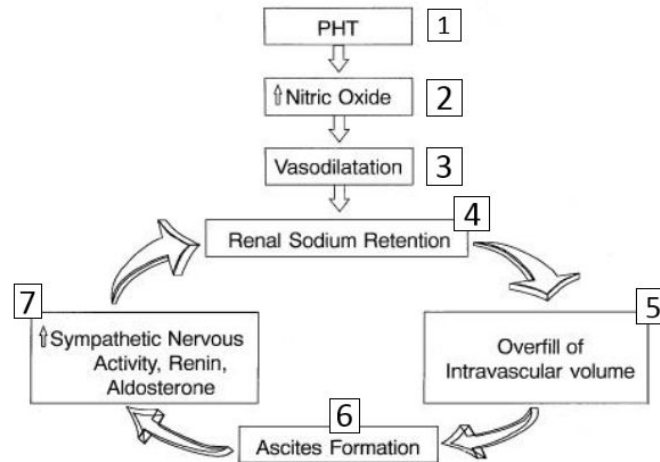 PHT
1
⇧Nitric Oxide
2
Vasodilatation
3
4
Renal Sodium Retention
7
⇧Sympathetic Nervous
Activity, Renin,
Aldosterone
5
Overfill of
Intravascular volume
6
Ascites Formation